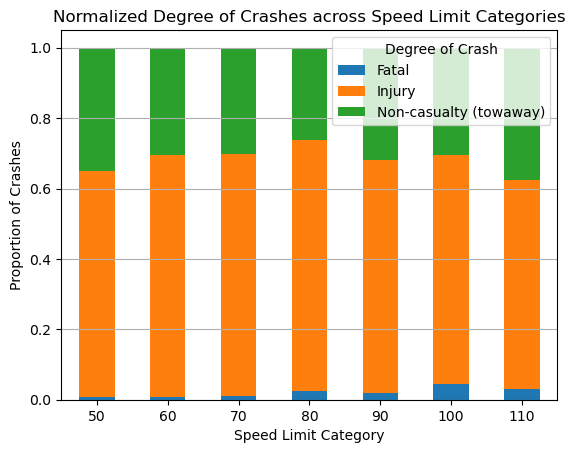 Normalized Degree of Crashes across Speed Limit Categories
Degree of Crash
Fatal
Injury
Non-casualty (towaway)
Proportion of Crashes
1.0
0.8
0.6
0.4
0.2
0.0
50 60 70 80 90 100 110
Speed Limit Category